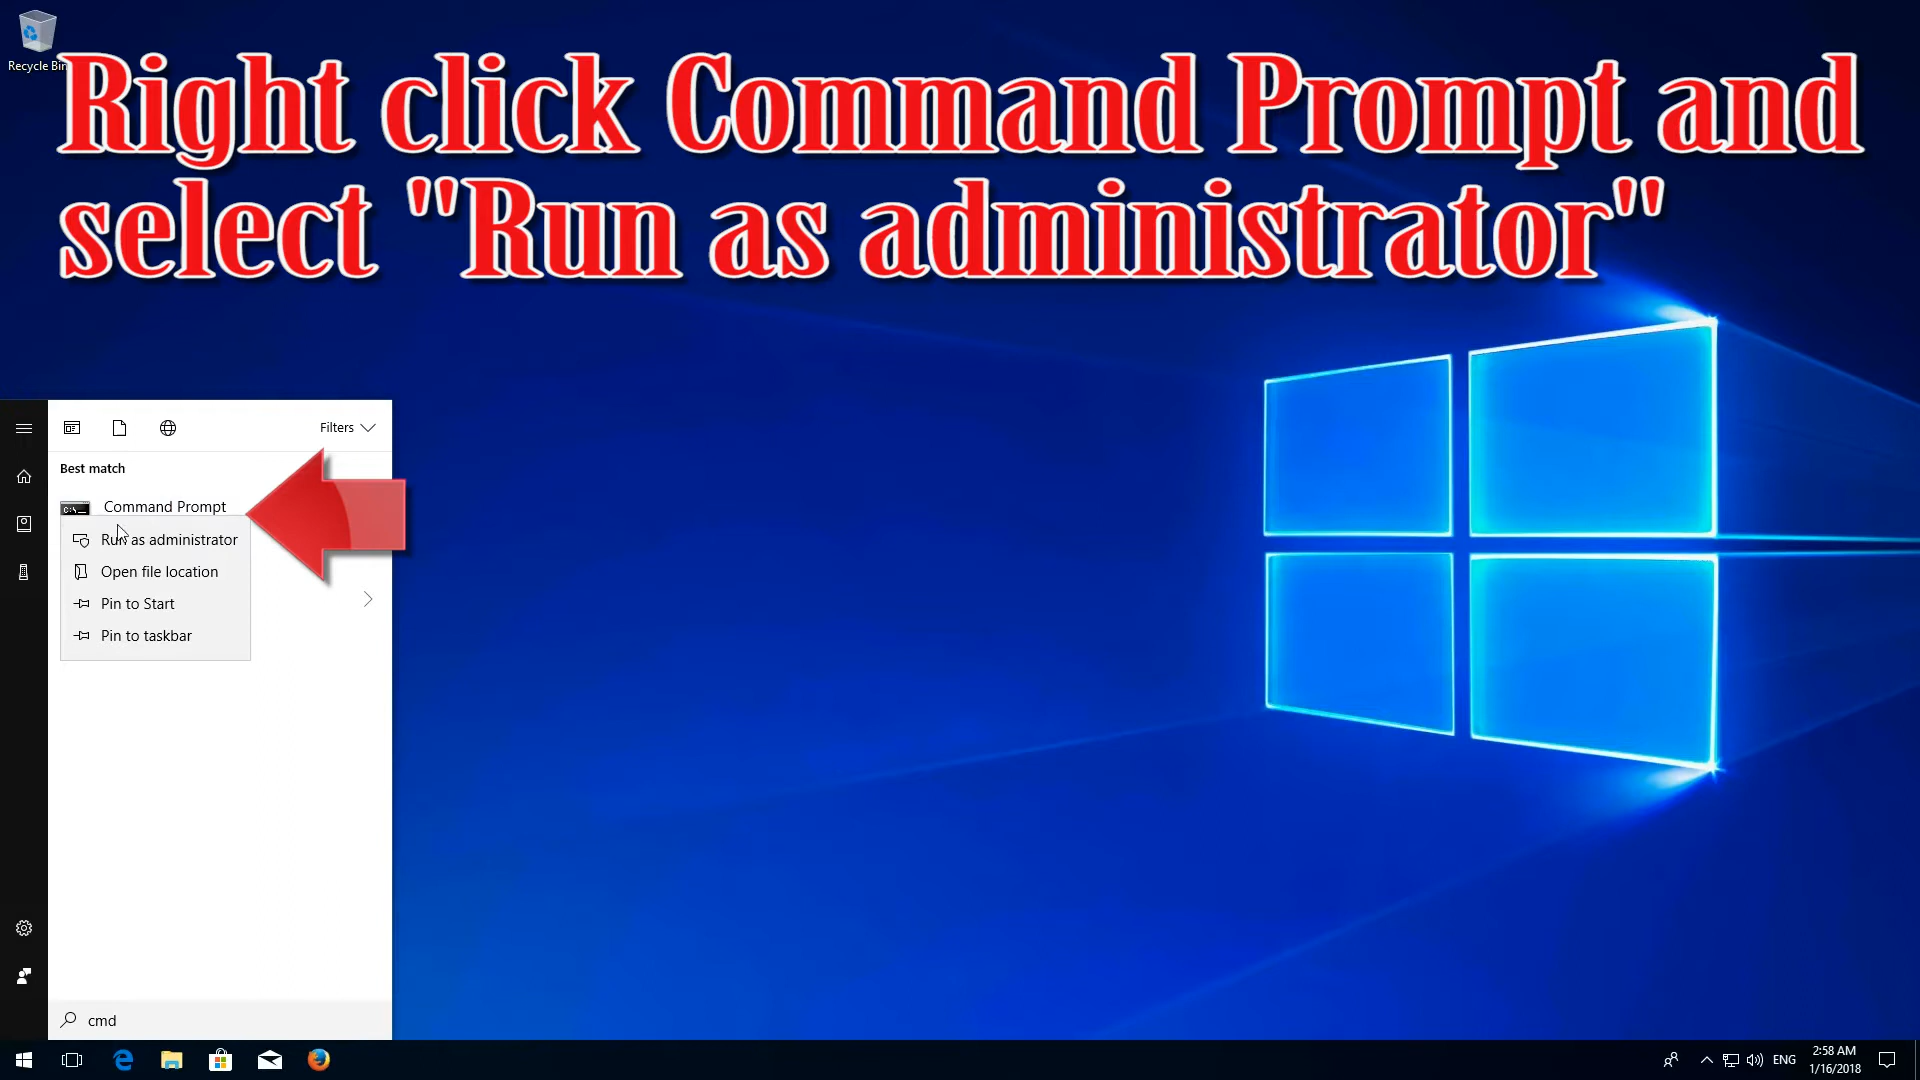 Recycle Bin
Right click Command Prompt and
select "Run as administrator"
Filters
Best match
C:\_
Command Prompt
Run as administrator
Open file location
Pin to Start
Pin to taskbar
cmd
ENG
2:58 AM
1/16/2018